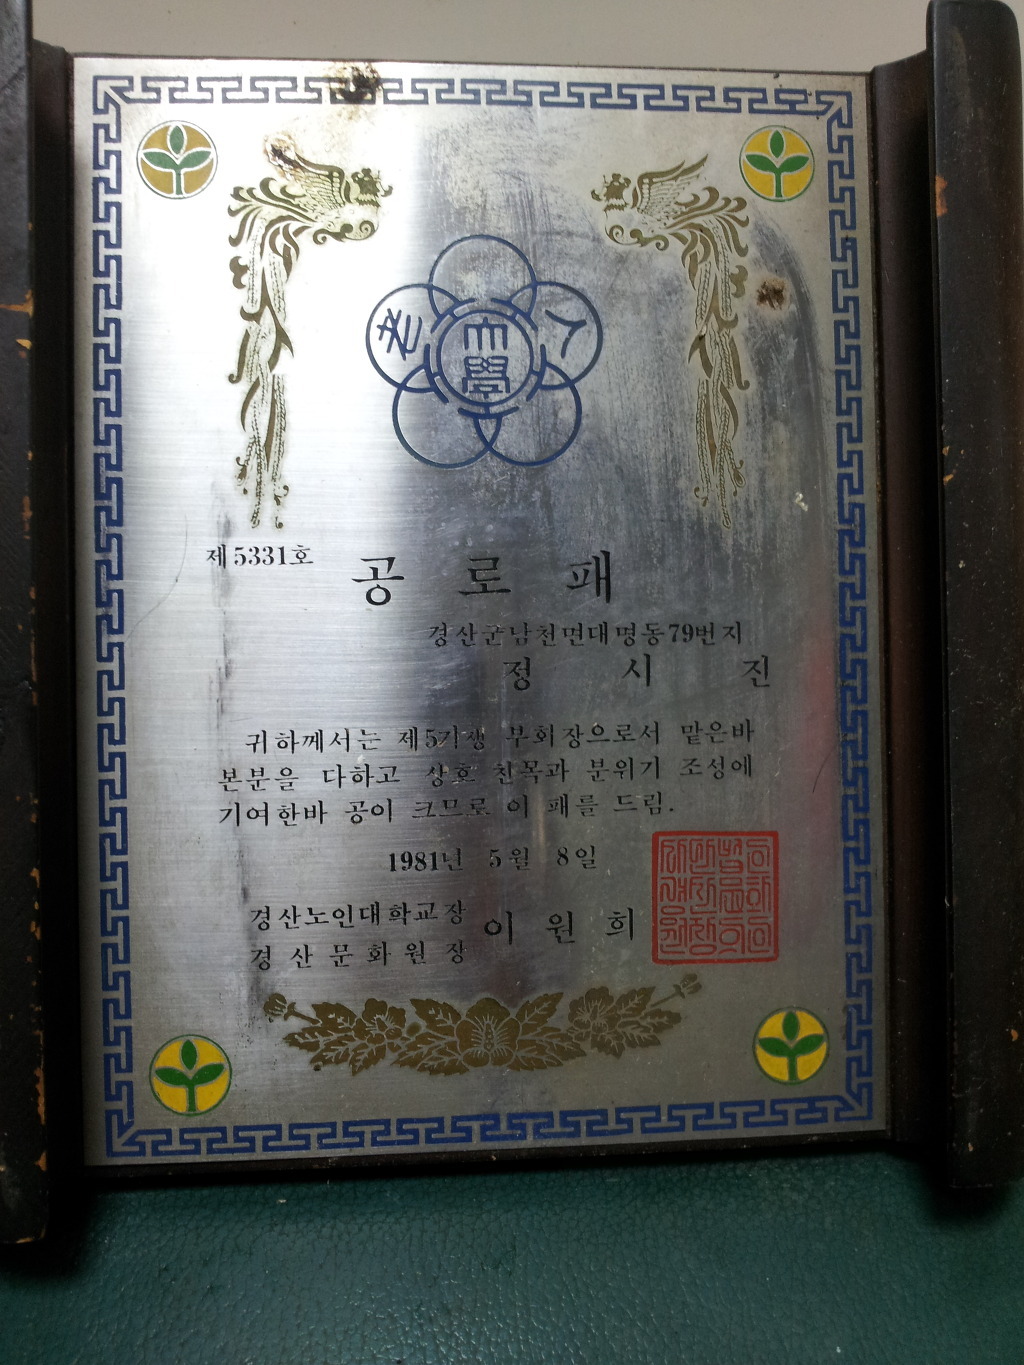 老 大學 人
제5331호
공 로 패
경산군남천면대명동79번지
정 시 진
귀하께서는 제5기생 부회장으로서 맡은바
본분을 다하고 상호 친목과 분위기 조성에
기여한바 공이 크므로 이 패를 드림.
1981년 5월 8일
경산노인대학교장
경산문화원장
이 원 희